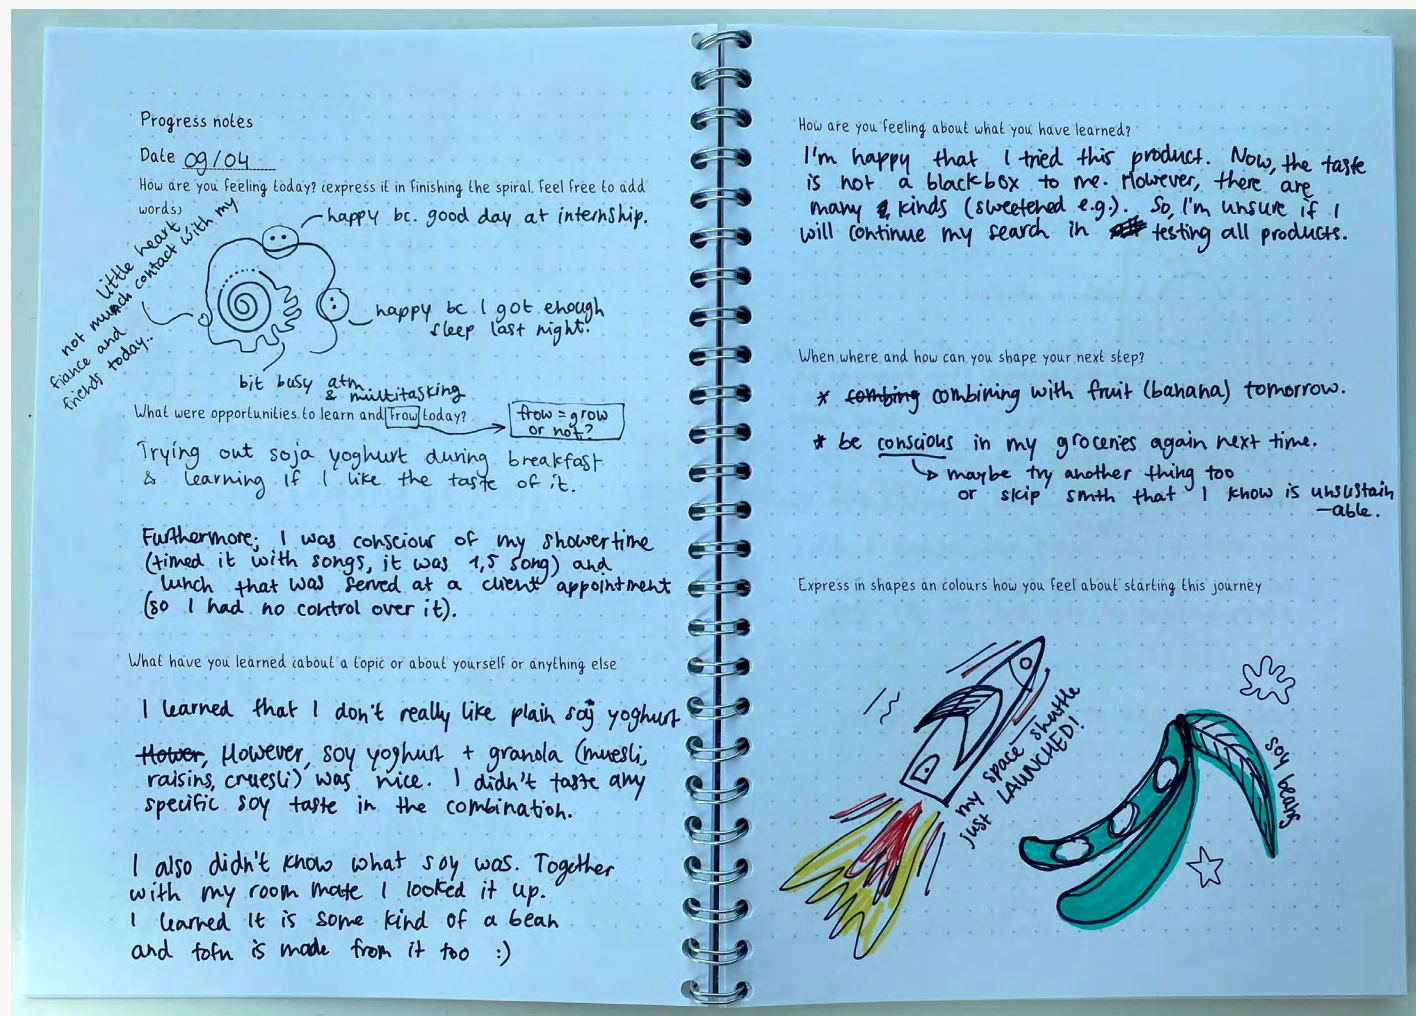 Progress notes
Date 09/04
How are you feeling today? (express it in finishing the spiral, feel free to add
words)
happy bc. good day at internship.
happy bc I got enough
sleep last night!
bit busy atm
& multitasking
little heart,
not munch contact with my
fiance and
friends today..
What were opportunities to learn and frow today?
frow = grow
or not?
Trying out soja yoghurt during breakfast
& learning if I like the taste of it.
Furthermore; I was conscious of my showertime
(timed it with songs, it was 1,5 song) and
lunch that was served at a client appointment
(so I had no control over it).
What have you learned (about a topic or about yourself or anything else
I learned that I don't really like plain soy yoghurt
Hower, However, soy yoghurt + granola (muesli,
raisins, cruesli) was nice. I didn't taste any
specific soy taste in the combination.
I also didn't know what soy was. Together
with my room mate I looked it up.
I learned it is some kind of a bean
and tofu is made from it too :)
How are you feeling about what you have learned?
I'm happy that I tried this product. Now, the taste
is not a blackbox to me. However, there are
many kinds (sweetened e.g.). So, I'm unsure if I
will continue my search in testing all products.
When where and how can you shape your next step?
* combing combining with fruit (banana) tomorrow.
* be conscious in my groceries again next time.
↳ maybe try another thing too
or skip smth that I know is unsustain
-able.
Express in shapes an colours how you feel about starting this journey
my space shuttle
just LAUNCHED!
soy beans